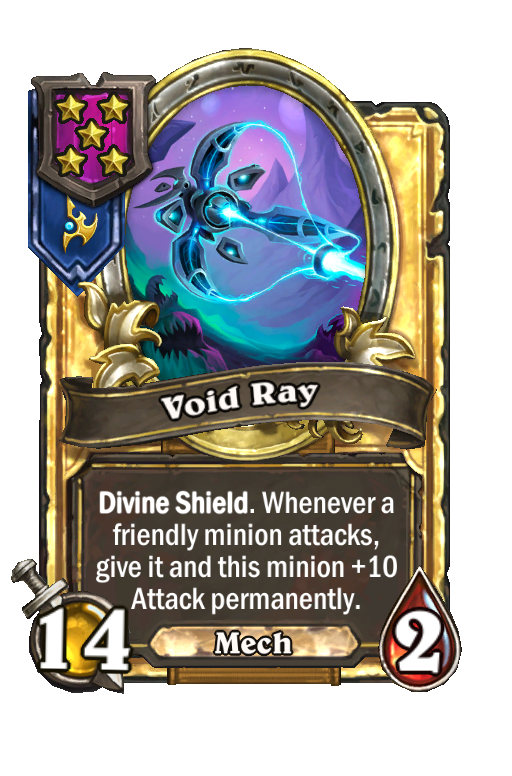 Void Ray
Divine Shield. Whenever a
friendly minion attacks,
give it and this minion +10
Attack permanently.
14
Mech
2